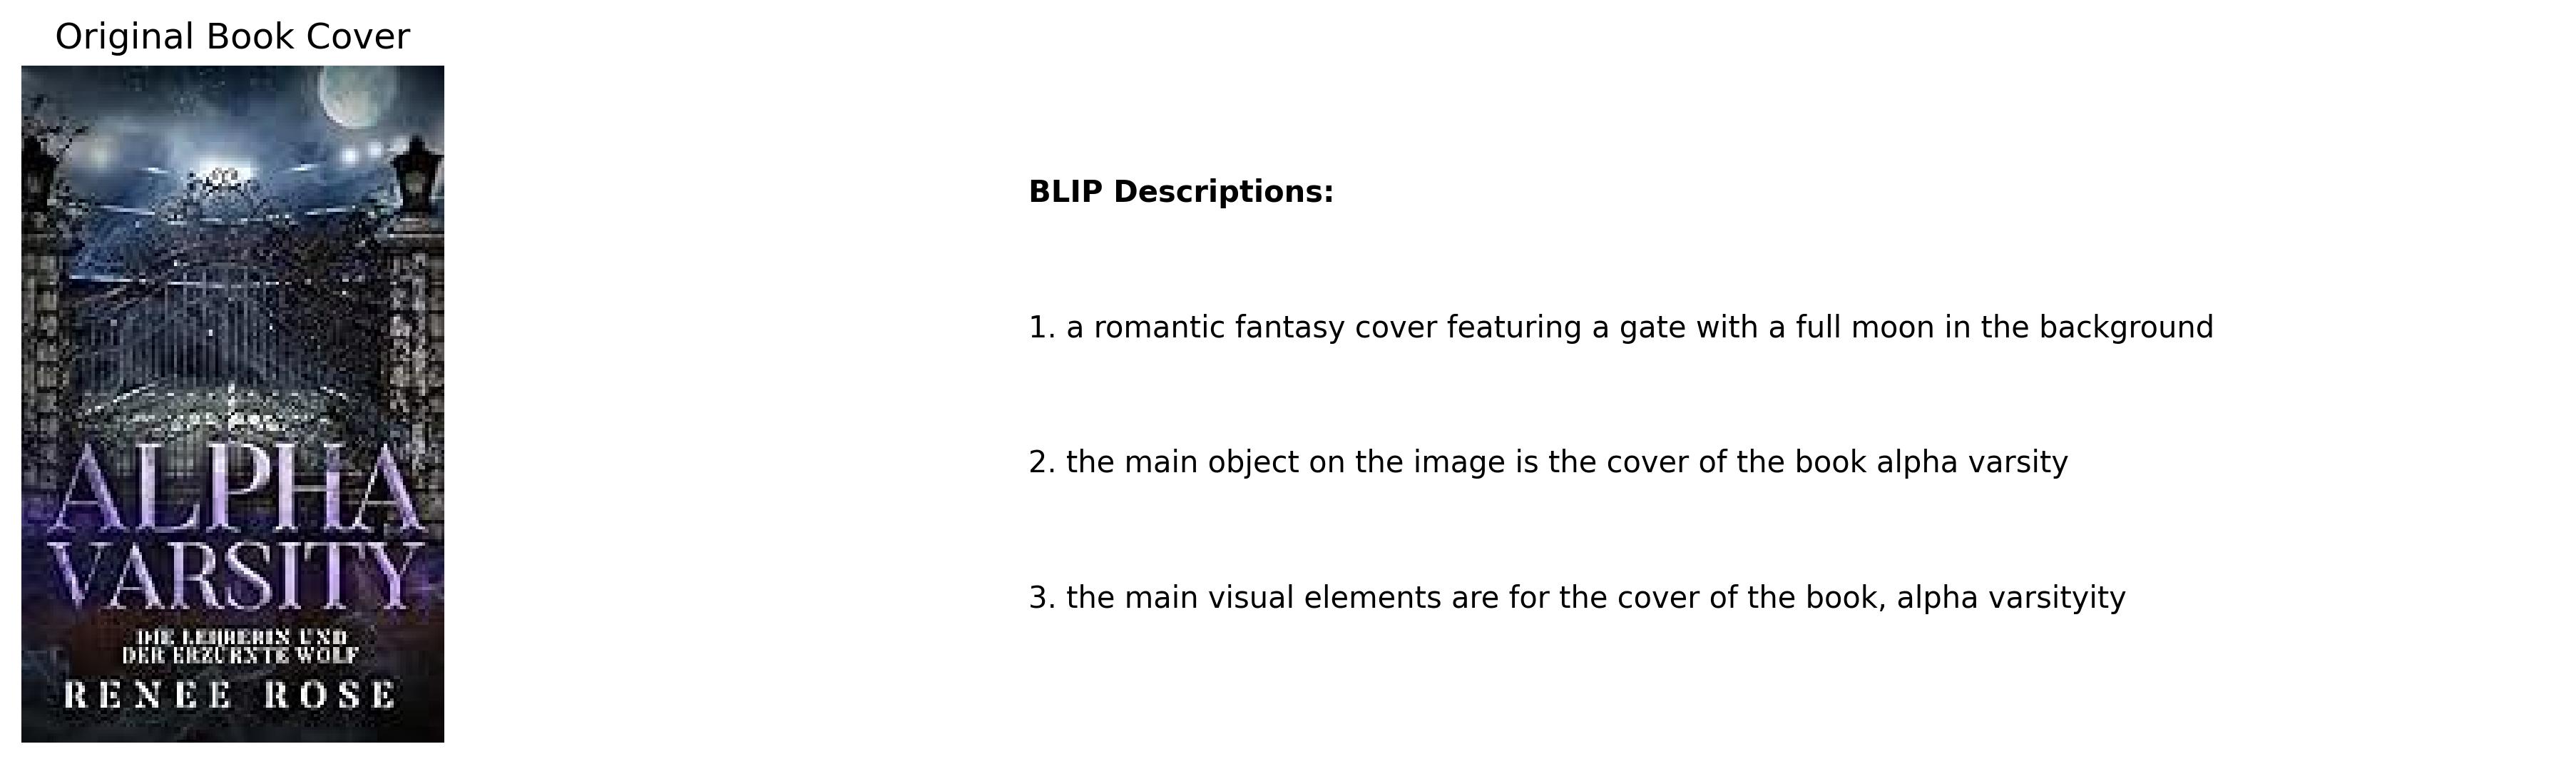 Original Book Cover
ALPHA
VARSITY
DIE LEHRERIN UND
DER ERZÜRNTE WOLF
RENEE ROSE
BLIP Descriptions:
1. a romantic fantasy cover featuring a gate with a full moon in the background
2. the main object on the image is the cover of the book alpha varsity
3. the main visual elements are for the cover of the book, alpha varsityity